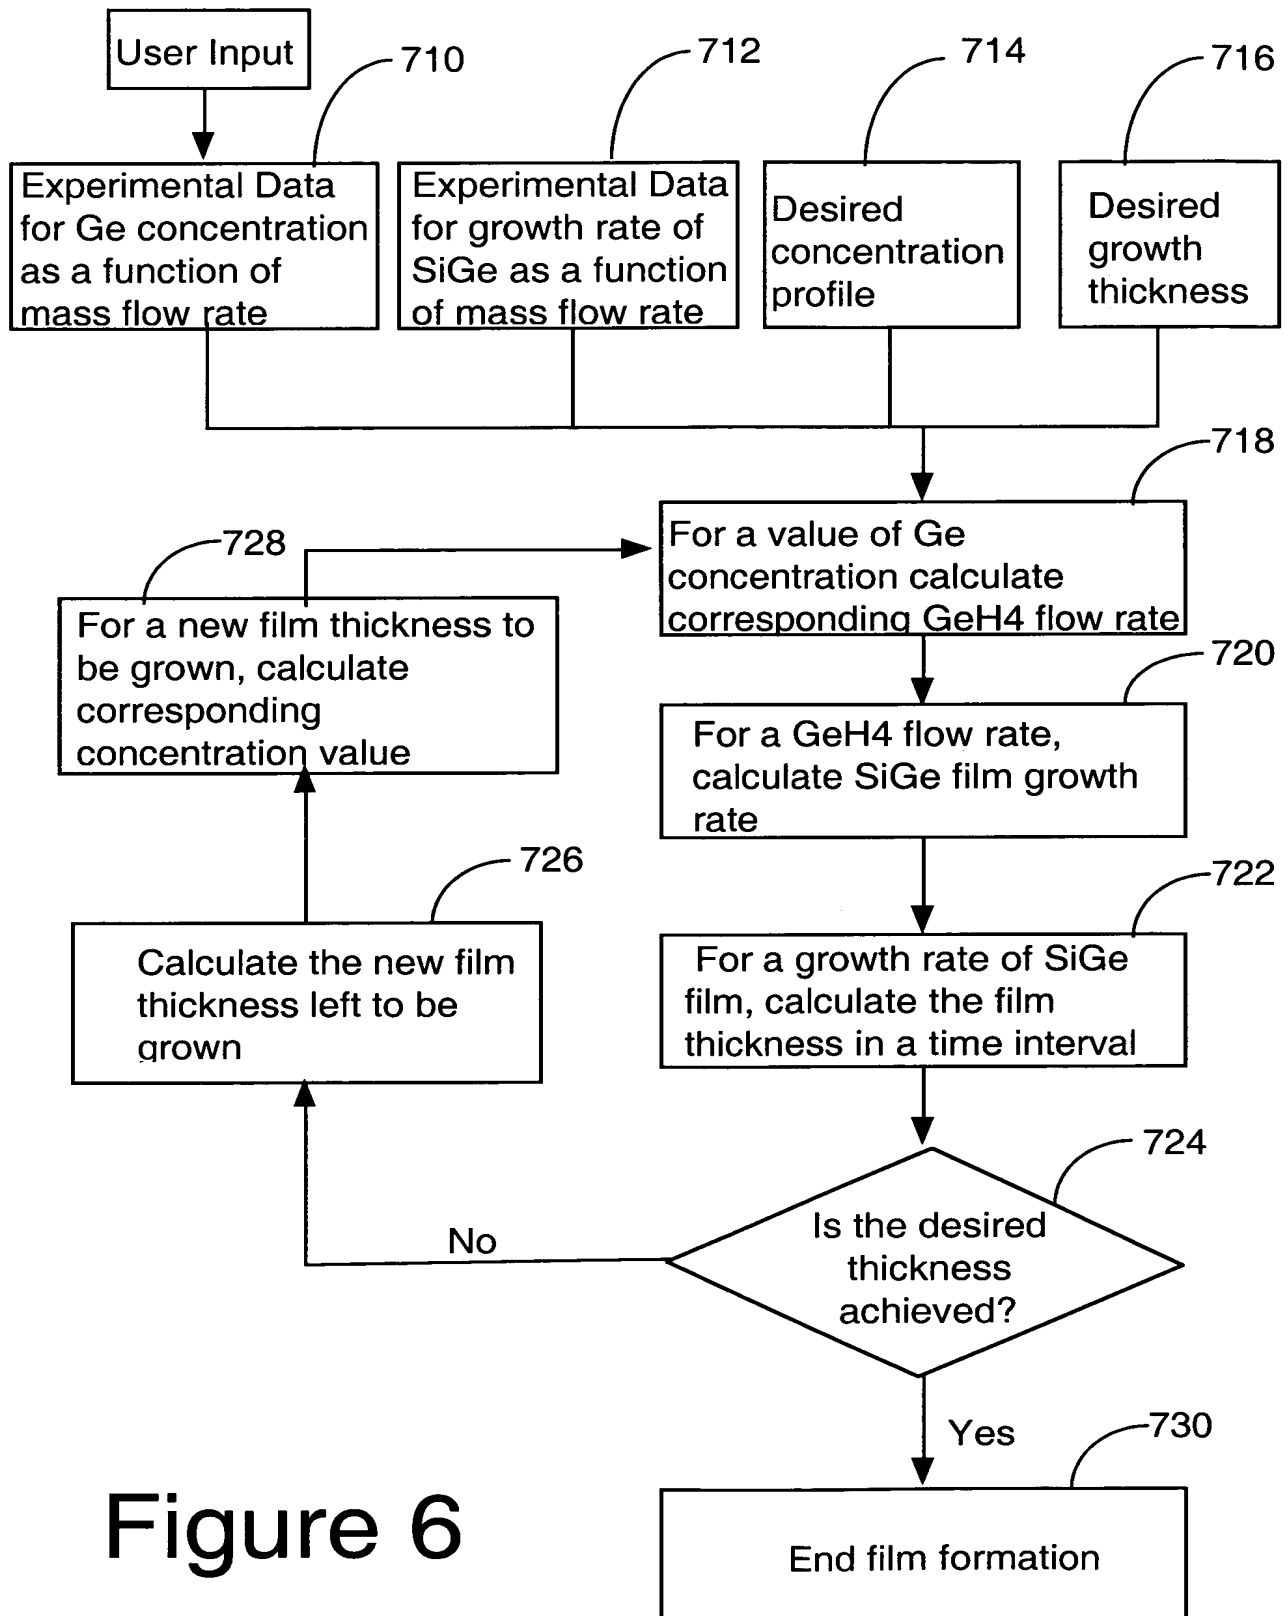 User Input
710
712
714
716
Experimental Data
for Ge concentration
as a function of
mass flow rate
Experimental Data
for growth rate of
SiGe as a function
of mass flow rate
Desired
concentration
profile
Desired
growth
thickness
718
For a value of Ge
concentration calculate
corresponding GeH4 flow rate
728
For a new film thickness to
be grown, calculate
corresponding
concentration value
720
For a GeH4 flow rate,
calculate SiGe film growth
rate
726
Calculate the new film
thickness left to be
grown
722
For a growth rate of SiGe
film, calculate the film
thickness in a time interval
724
Is the desired
thickness
achieved?
No
Yes
730
End film formation
Figure 6